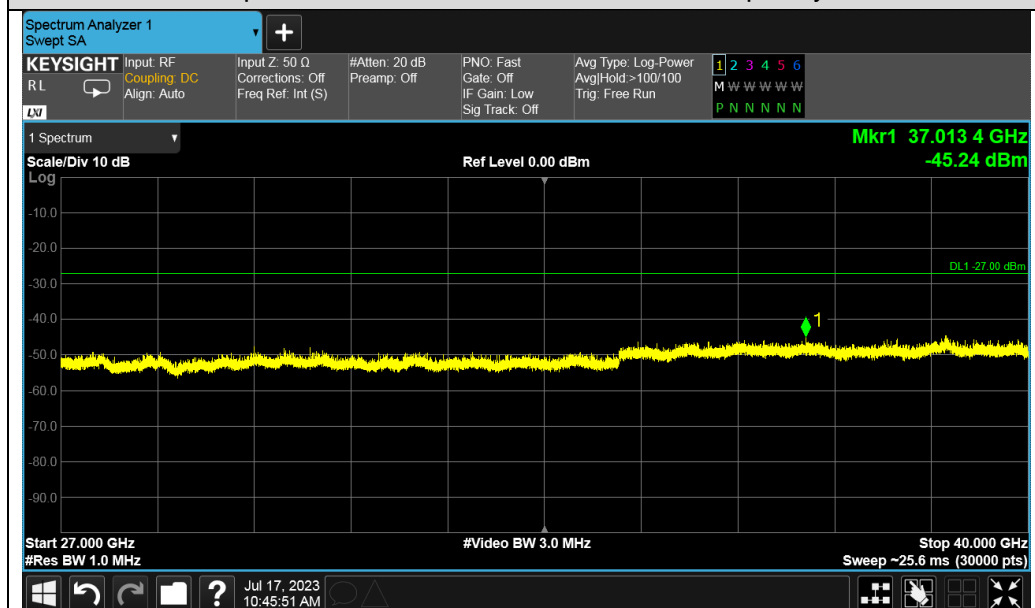 Spectrum Analyzer 1
Swept SA
+
KEYSIGHT
RL
LXI
Input: RF
Coupling: DC
Align: Auto
Input Z: 50 Ω
Corrections: Off
Freq Ref: Int (S)
#Atten: 20 dB
Preamp: Off
PNO: Fast
Gate: Off
IF Gain: Low
Sig Track: Off
Avg Type: Log-Power
Avg|Hold:>100/100
Trig: Free Run
1 2 3 4 5 6
M W W W W W
P N N N N N
1 Spectrum
Mkr1 37.013 4 GHz
Scale/Div 10 dB
Ref Level 0.00 dBm
-45.24 dBm
Log
-10.0
-20.0
DL1 -27.00 dBm
-30.0
-40.0
1
-50.0
-60.0
-70.0
-80.0
-90.0
Start 27.000 GHz
#Video BW 3.0 MHz
Stop 40.000 GHz
#Res BW 1.0 MHz
Sweep ~25.6 ms (30000 pts)
?
Jul 17, 2023
10:45:51 AM